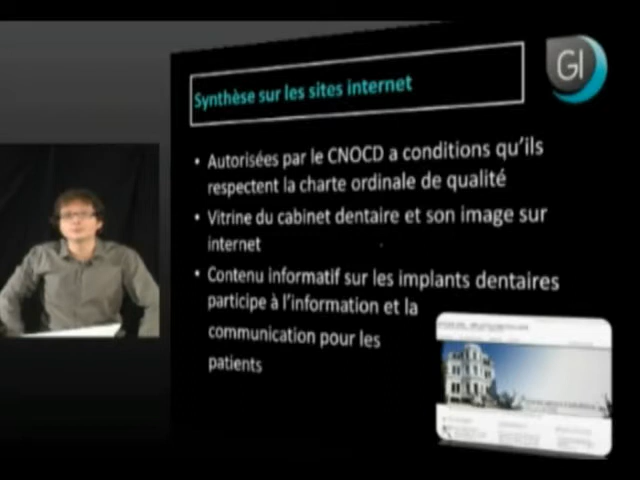 GI
Synthèse sur les sites internet
• Autorisées par le CNOCD a conditions qu'ils
respectent la charte ordinale de qualité
• Vitrine du cabinet dentaire et son image sur
internet
• Contenu informatif sur les implants dentaires
participe à l'information et la
communication pour les
patients